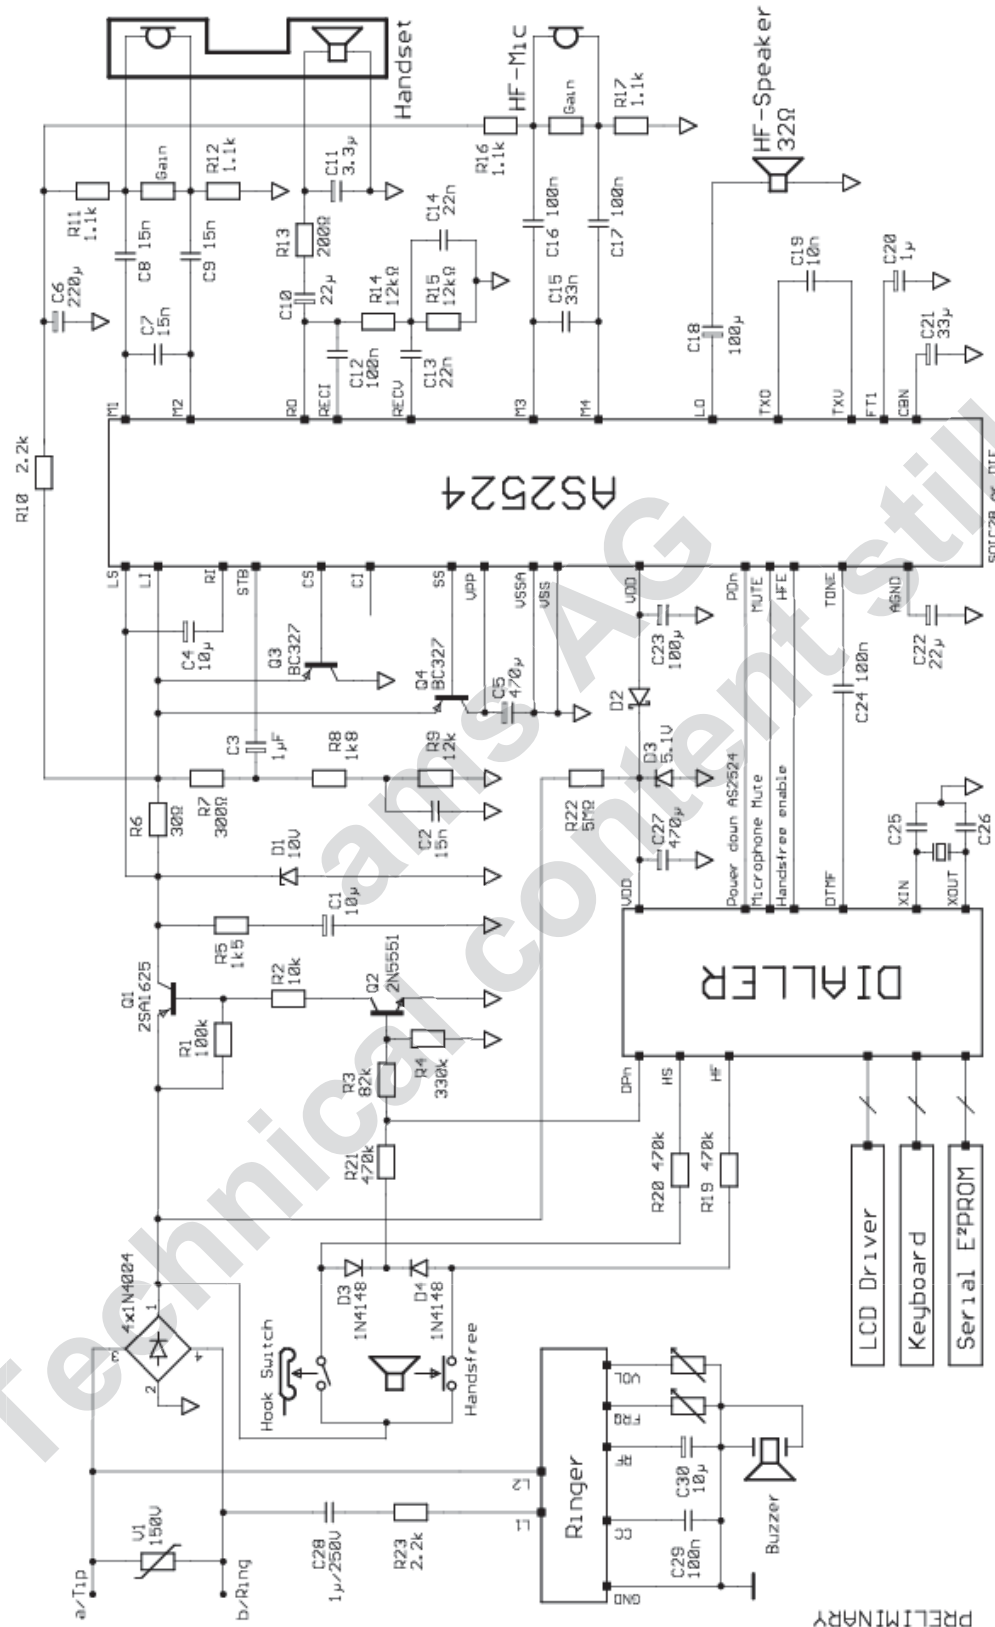 Handset
HF-Mic
HF-Speaker
32Ω
R11
1.1k
Gain
R12
1.1k
C11
3.3µ
R16
1.1k
Gain
R17
1.1k
C6
220µ
C8 15n
C9 15n
C7
15n
R13
200Ω
C10
22µ
R14
12kΩ
R15
12kΩ
C14
22n
C12
100n
C13
22n
C16 100n
C17 100n
C15
33n
C18
100µ
C19
10n
C20
1µ
C21
33µ
R10 2.2k
M1
M2
RO
RECI
RECV
M3
M4
LO
TXO
TXV
FT1
CBN
AS2524
LS
LI
RI
STB
CS
CI
SS
VPP
VSSA
VSS
VDD
PDn
MUTE
HFE
TONE
AGND
C4
10µ
Q3
BC327
Q4
BC327
C5
470µ
C23
100µ
C22
22µ
C24 100n
D2
R6
30Ω
R7
300Ω
C3
1µF
R8
1k8
R9
12k
C2
15n
D1
10V
R22
5MΩ
D3
5.1V
C27
470µ
Power down AS2524
Microphone Mute
Handsfree enable
C25
C26
Q1
2SA1625
R5
1k5
C1
10µ
R1
100k
R2
10k
Q2
2N5551
R3
82k
R4
330k
R21
470k
VDD
DTMF
XIN
XOUT
DIALLER
DPn
HS
HF
R20 470k
R19 470k
LCD Driver
Keyboard
Serial E²PROM
4x1N4004
1
2
3
4
Hook Switch
D3
1N4148
D4
1N4148
Handsfree
V1
150V
a/Tip
b/Ring
C28
1µ/250V
R23
2.2k
L2
L1
Ringer
VOL
FRQ
RF
CC
GND
C30
10µ
C29
100n
Buzzer
PRELIMINARY
ams AG
Technical content still